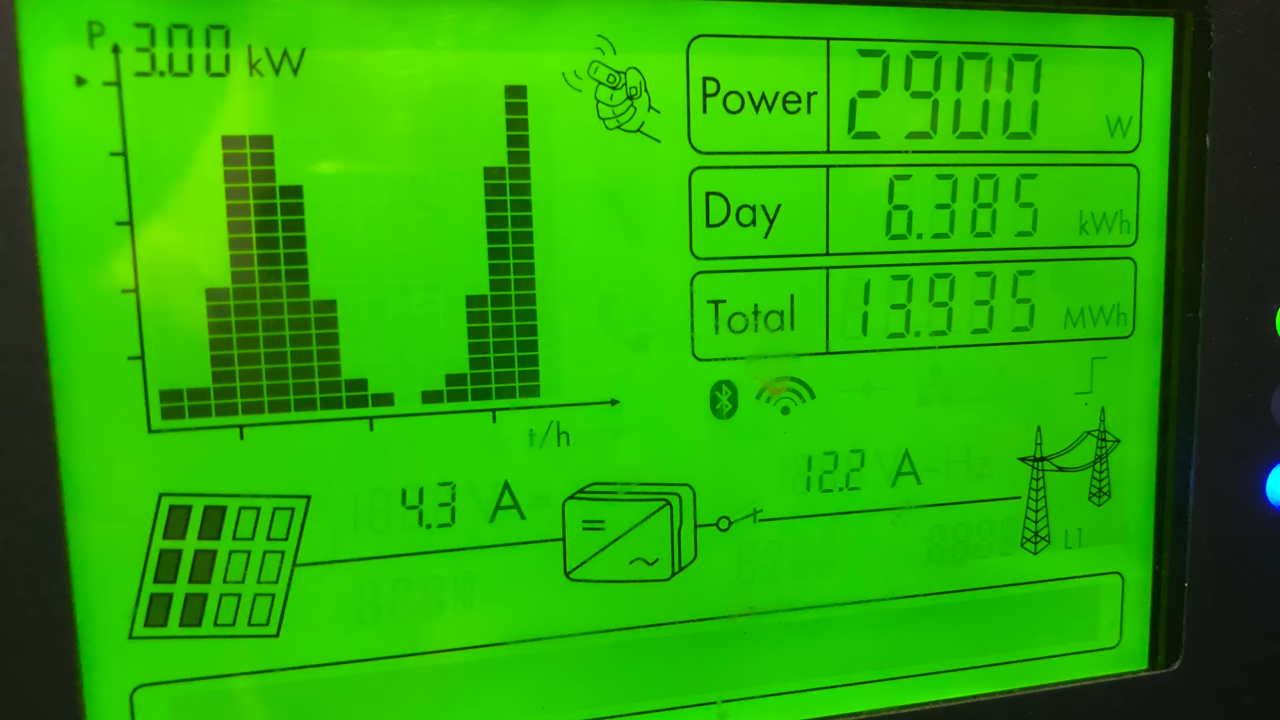 P 3.00 kW
Power 2900 W
Day 6.385 kWh
Total 13.935 MWh
t/h
4.3 A
12.2 A
L1